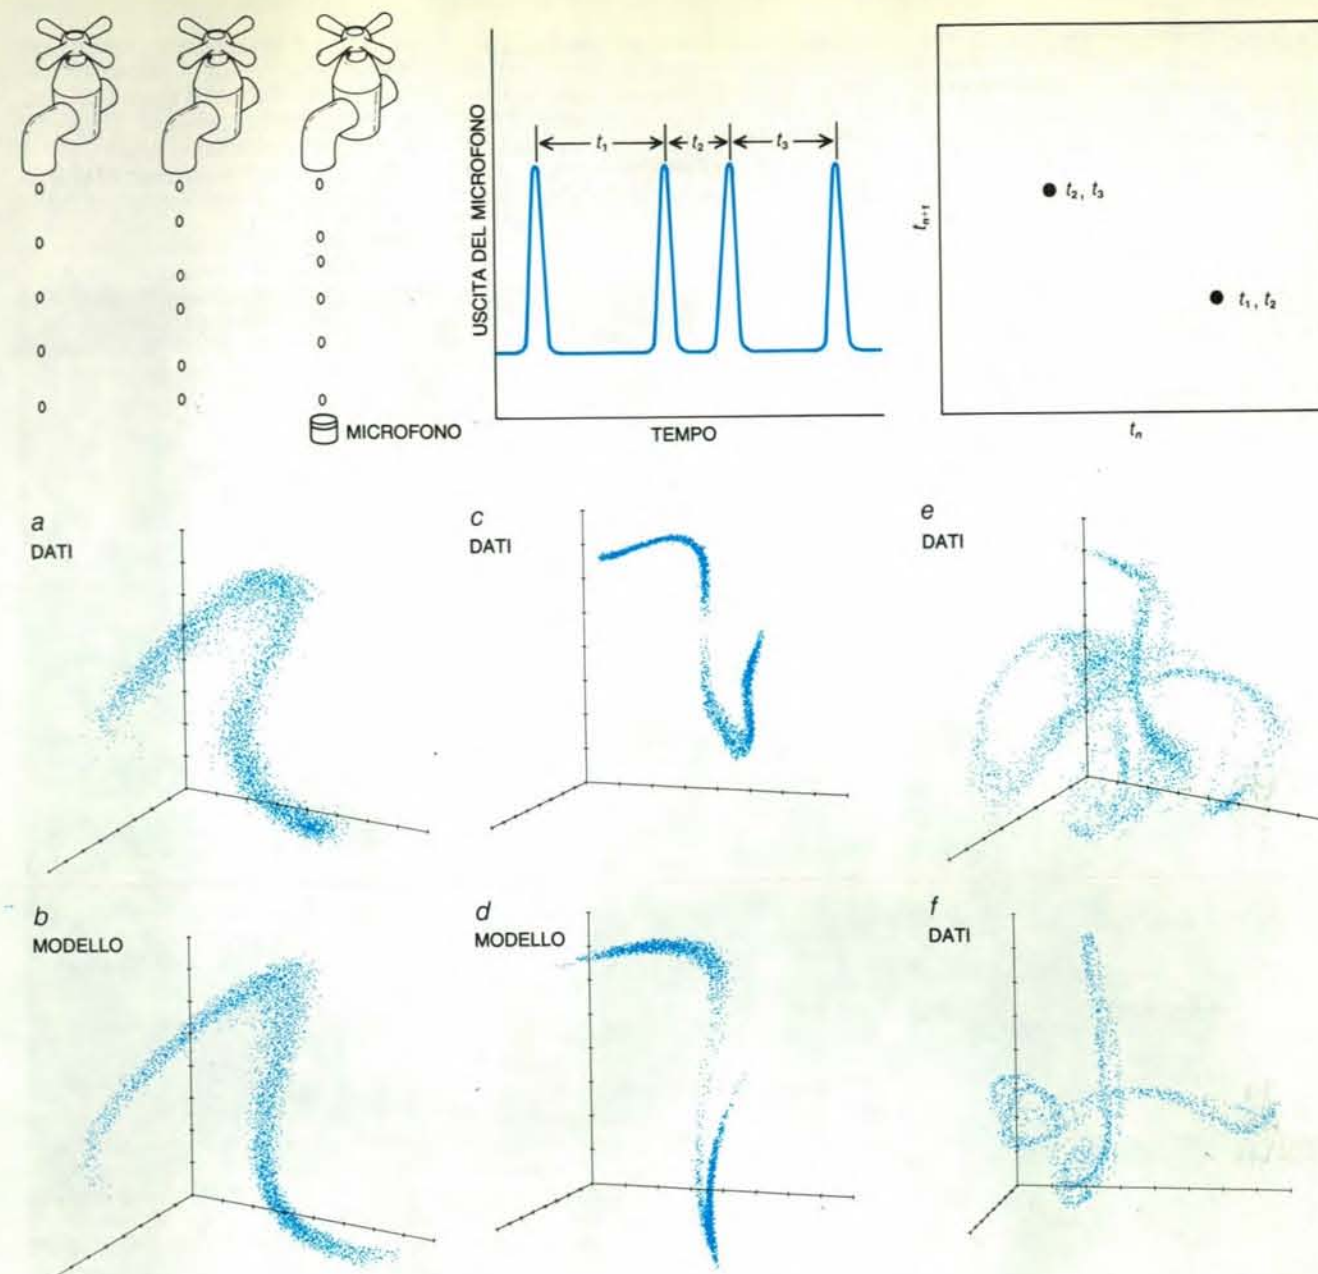 USCITA DEL MICROFONO
t₁
t₂
t₃
TEMPO
MICROFONO
tₙ₊₁
t₂, t₃
t₁, t₂
tₙ
a
DATI
c
DATI
e
DATI
b
MODELLO
d
MODELLO
f
DATI